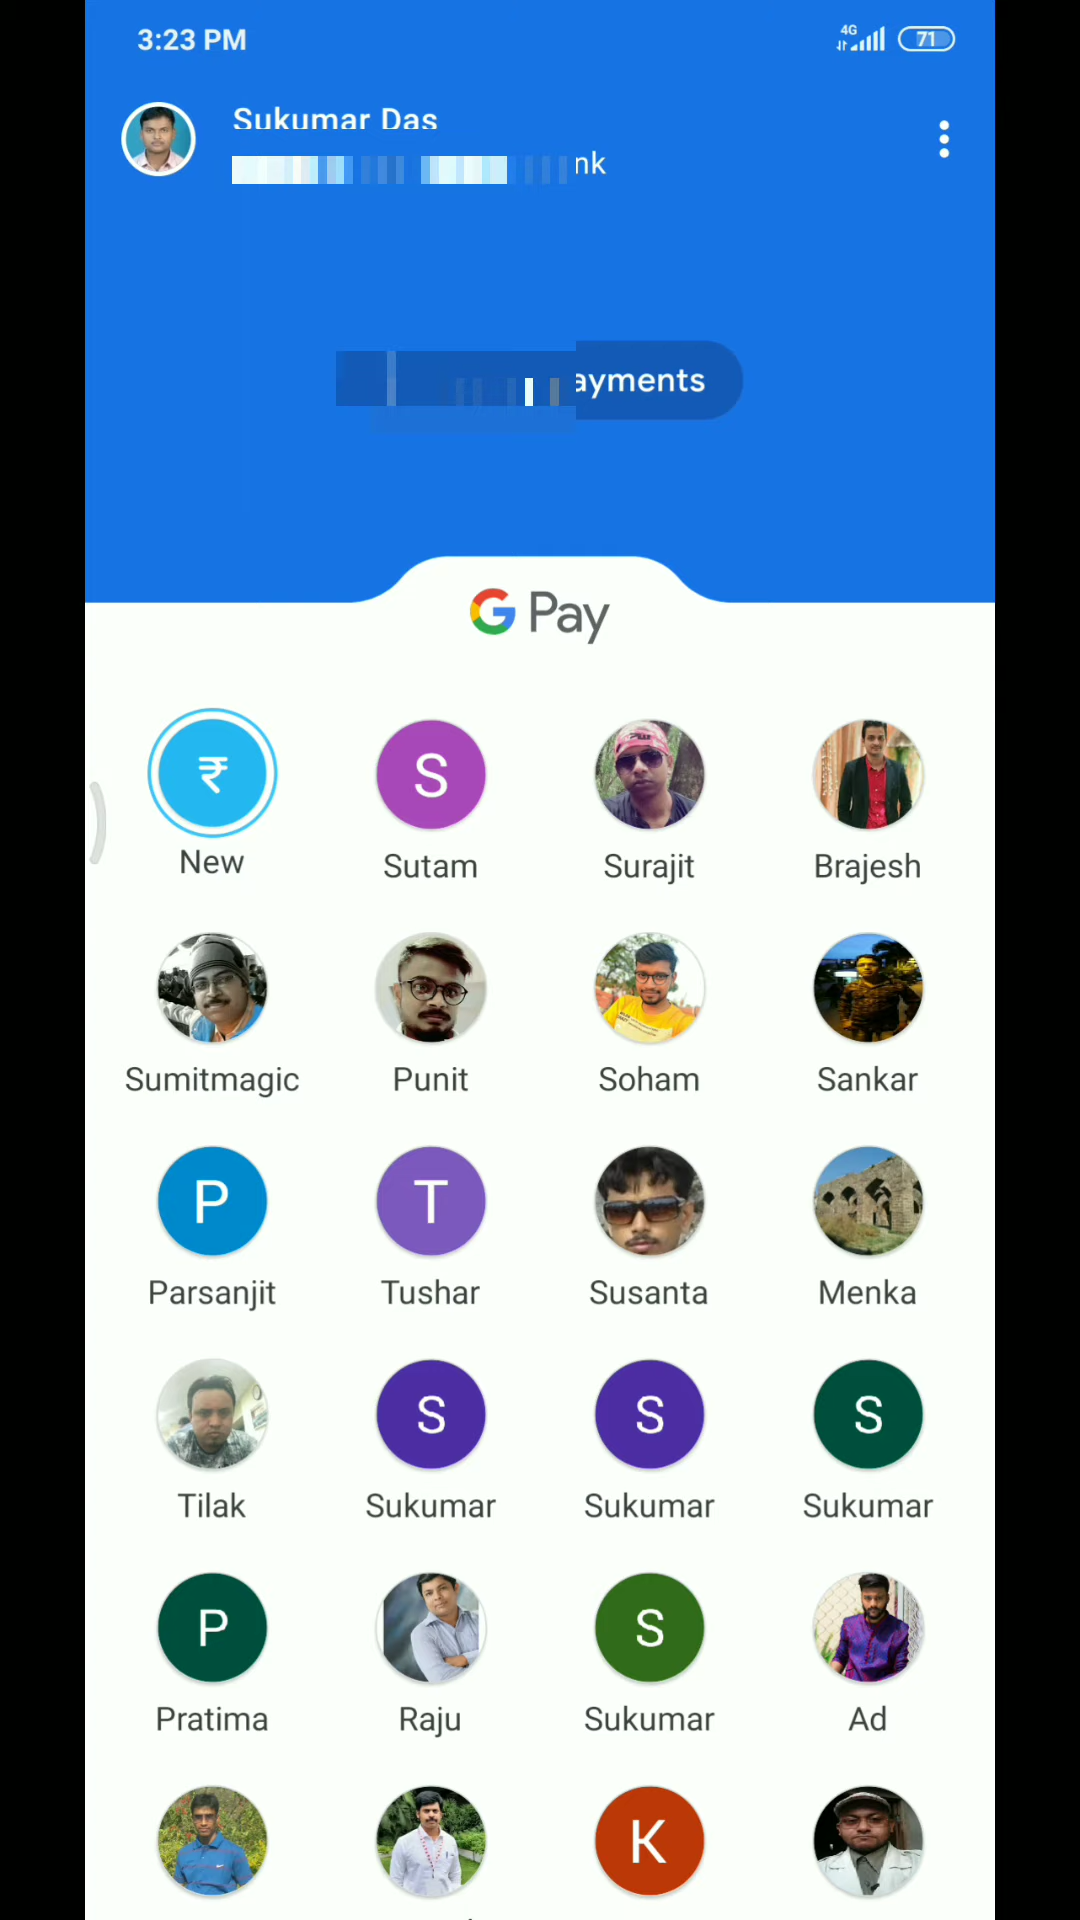 3:23 PM
4G
71
Sukumar Das
nk
ayments
G Pay
₹
S
New
Sutam
Surajit
Brajesh
Sumitmagic
Punit
Soham
Sankar
P
T
Parsanjit
Tushar
Susanta
Menka
S
S
S
Tilak
Sukumar
Sukumar
Sukumar
P
S
Pratima
Raju
Sukumar
Ad
K